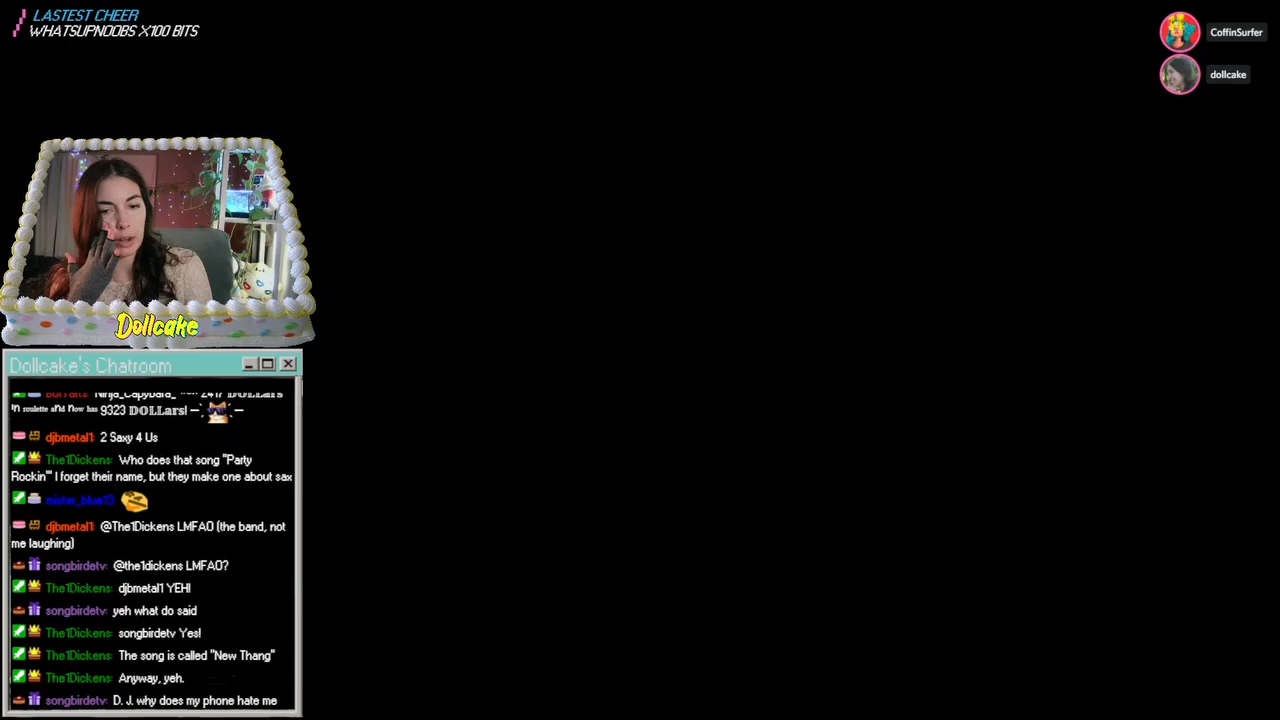 LASTEST CHEER
WHATSUPNOOBS X100 BITS
CoffinSurfer
dollcake
Dollcake
Dollcake's Chatroom
Ninja_Capybara_ 2417 DOLLars
in roulette and now has 9323 DOLLars!
djbmetal1: 2 Saxy 4 Us
The1Dickens: Who does that song "Party
Rockin'" I forget their name, but they make one about sax
mister_blue13
djbmetal1: @The1Dickens LMFAO (the band, not
me laughing)
songbirdetv: @the1dickens LMFAO?
The1Dickens: djbmetal1 YEH!
songbirdetv: yeh what do said
The1Dickens: songbirdetv Yes!
The1Dickens: The song is called "New Thang"
The1Dickens: Anyway, yeh.
songbirdetv: D. J. why does my phone hate me